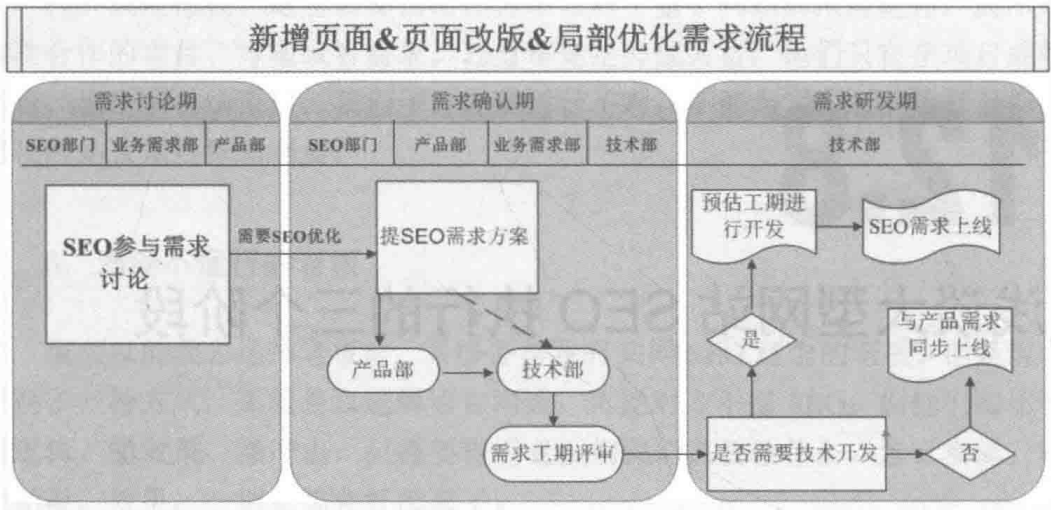 新增页面&页面改版&局部优化需求流程
需求讨论期
SEO部门 业务需求部 产品部
SEO参与需求
讨论
需要SEO优化
需求确认期
SEO部门 产品部 业务需求部 技术部
提SEO需求方案
产品部
技术部
需求工期评审
需求研发期
技术部
预估工期进
行开发
SEO需求上线
是
与产品需求
同步上线
是否需要技术开发
否